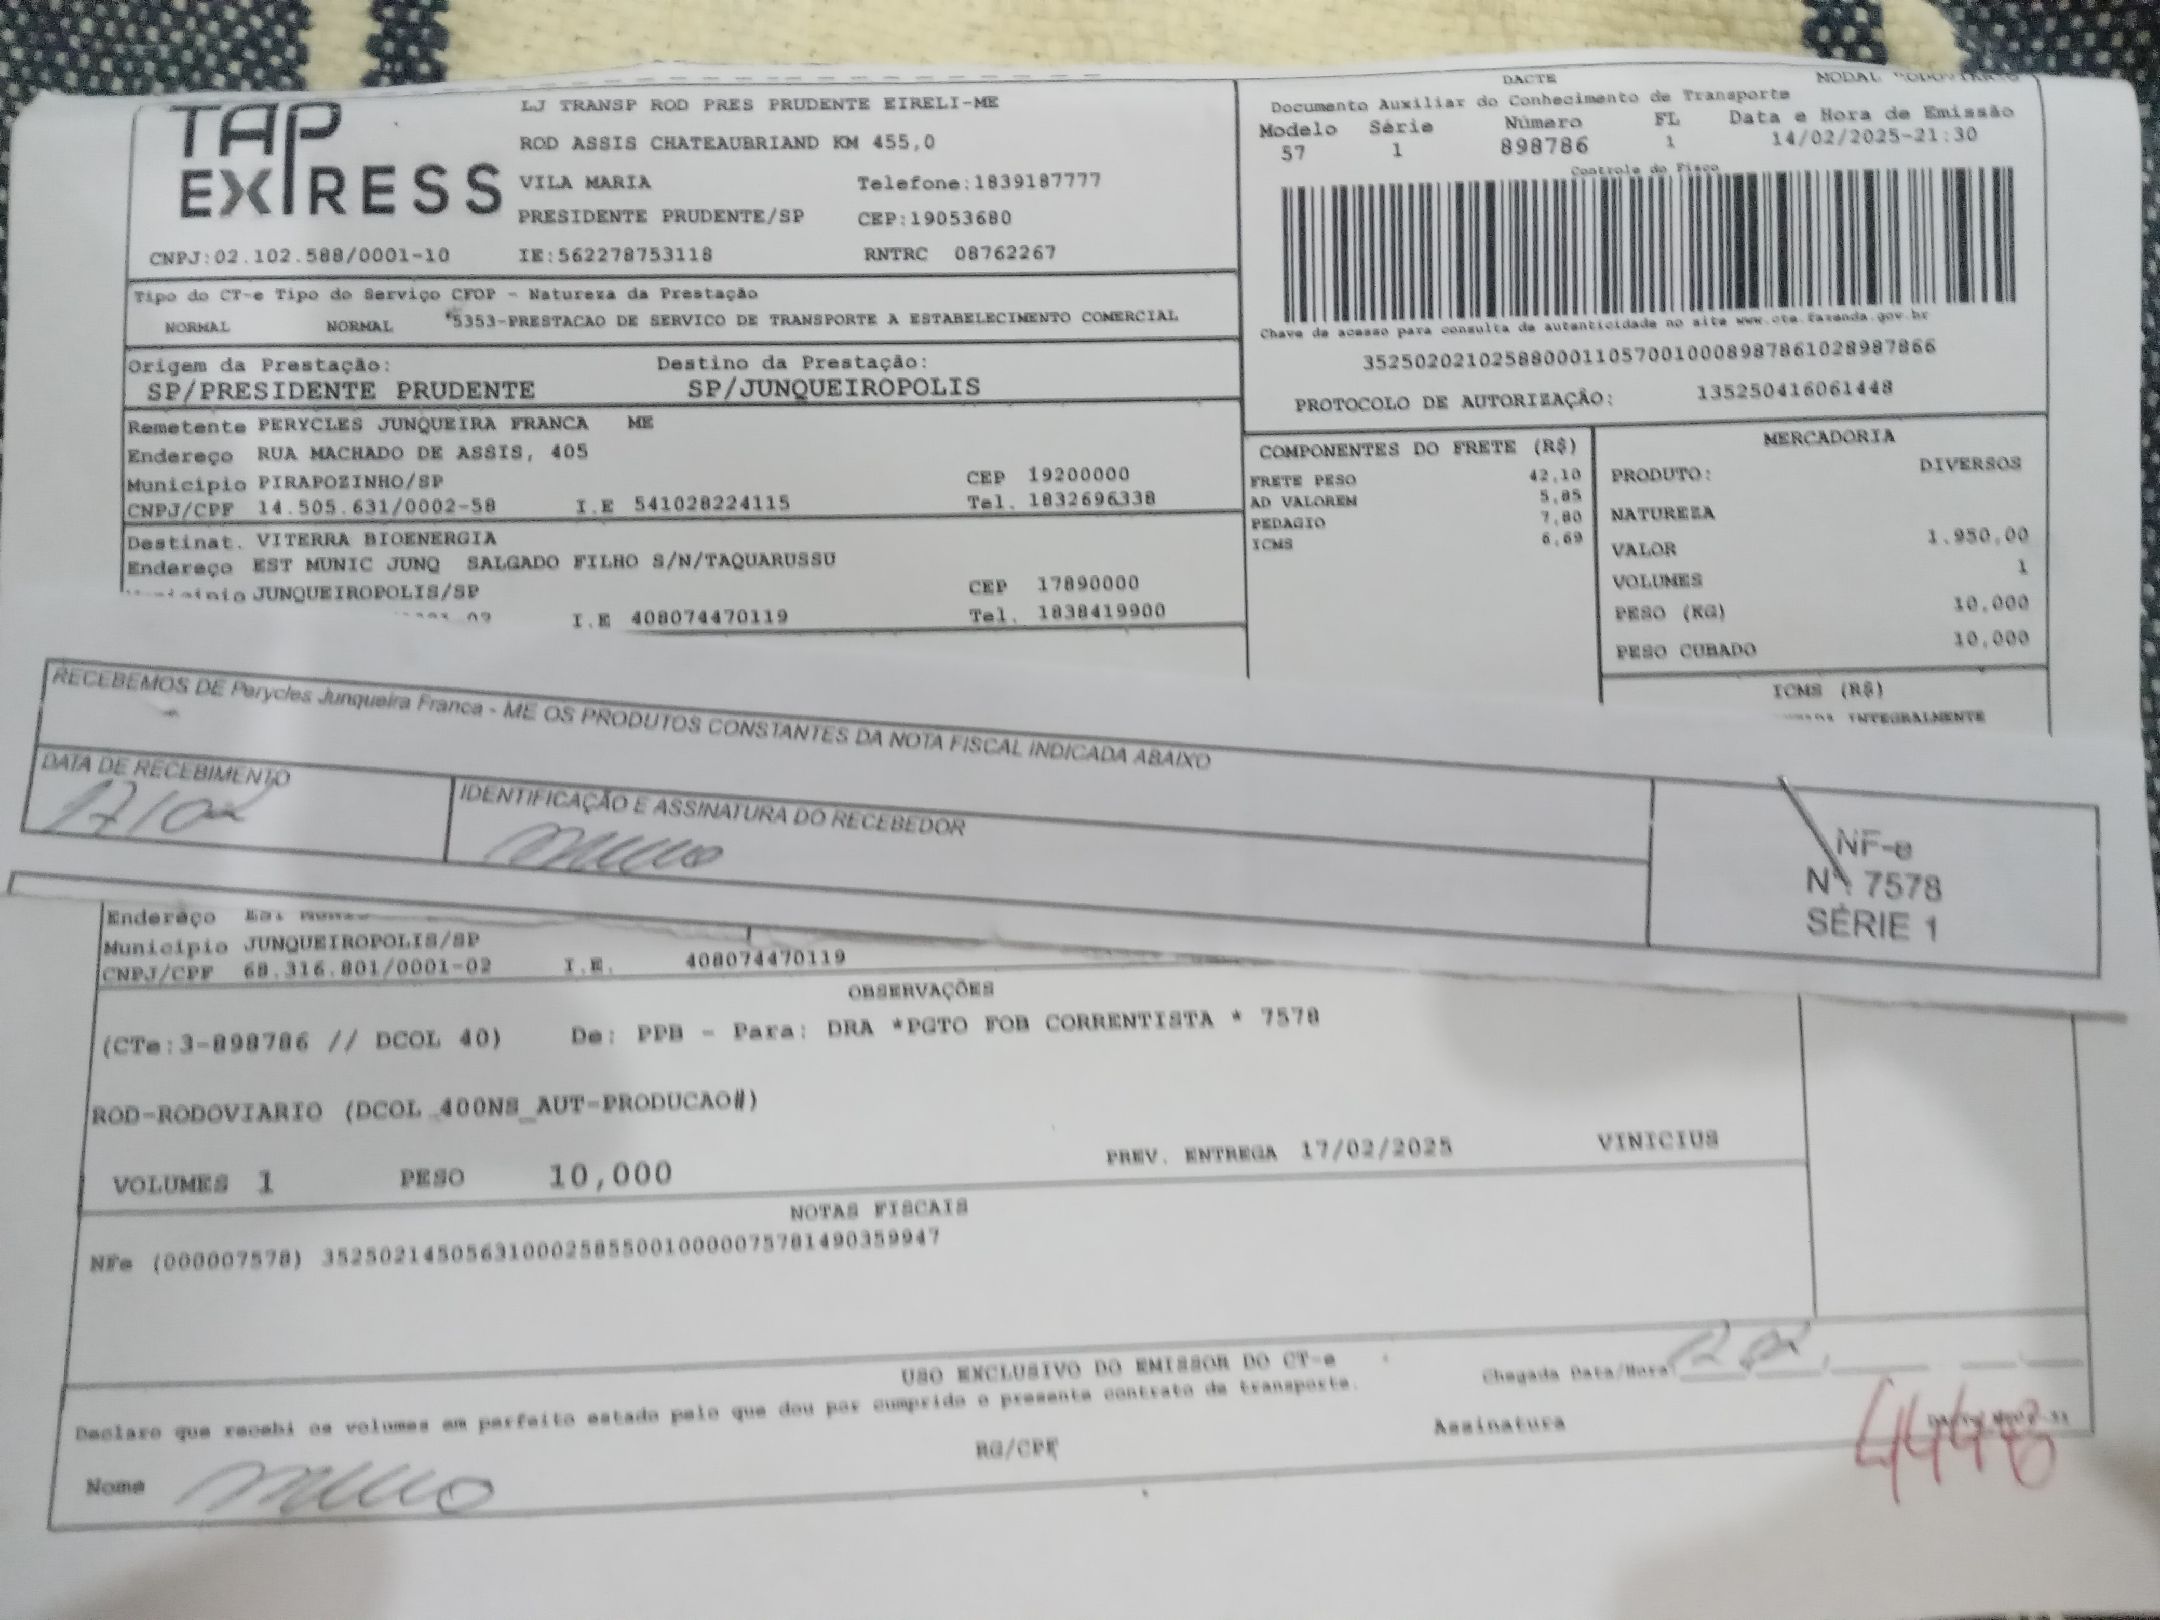 TAP EXPRESS
LJ TRANSP ROD PRES PRUDENTE EIRELI-ME
ROD ASSIS CHATEAUBRIAND KM 455,0
VILA MARIA Telefone:1839187777
PRESIDENTE PRUDENTE/SP CEP:19053680
CNPJ:02.102.588/0001-10 IE:562278753118 RNTRC 08762267
DACTE MODAL
Documento Auxiliar do Conhecimento de Transporte
Modelo Série Número FL Data e Hora de Emissão
57 1 898786 1 14/02/2025-21:30
Controle do Fisco
Chave de acesso para consulta de autenticidade no site www.cte.fazenda.gov.br
35250202102588000110570010008987861028987866
PROTOCOLO DE AUTORIZAÇÃO: 135250416061448
Tipo do CT-e Tipo do Serviço CFOP - Natureza da Prestação
NORMAL NORMAL 5353-PRESTACAO DE SERVICO DE TRANSPORTE A ESTABELECIMENTO COMERCIAL
Origem da Prestação: Destino da Prestação:
SP/PRESIDENTE PRUDENTE SP/JUNQUEIROPOLIS
Remetente PERYCLES JUNQUEIRA FRANCA ME
Endereço RUA MACHADO DE ASSIS, 405
Município PIRAPOZINHO/SP CEP 19200000
CNPJ/CPF 14.505.631/0002-58 I.E 541028224115 Tel. 1832696338
Destinat. VITERRA BIOENERGIA
Endereço EST MUNIC JUNQ SALGADO FILHO S/N/TAQUARUSSU
JUNQUEIROPOLIS/SP CEP 17890000
I.E 408074470119 Tel. 1838419900
COMPONENTES DO FRETE (R$)
FRETE PESO 42,10
AD VALOREM 5,85
PEDAGIO 7,80
ICMS 6,69
MERCADORIA
PRODUTO: DIVERSOS
NATUREZA
VALOR 1.950,00
VOLUMES 1
PESO (KG) 10,000
PESO CUBADO 10,000
ICMS (R$)
INTEGRALMENTE
RECEBEMOS DE Perycles Junqueira Franca - ME OS PRODUTOS CONSTANTES DA NOTA FISCAL INDICADA ABAIXO
DATA DE RECEBIMENTO IDENTIFICAÇÃO E ASSINATURA DO RECEBEDOR
17/02
NF-e
Nº 7578
SÉRIE 1
Endereço
Município JUNQUEIROPOLIS/SP
CNPJ/CPF 68.316.801/0001-02 I.E. 408074470119
OBSERVAÇÕES
(CTe:3-898786 // DCOL 40) De: PPB - Para: DRA *PGTO FOB CORRENTISTA * 7578
ROD-RODOVIARIO (DCOL_400NS_AUT-PRODUCAO#)
VOLUMES 1 PESO 10,000 PREV. ENTREGA 17/02/2025 VINICIUS
NOTAS FISCAIS
NFe (000007578) 35250214505631000258550010000075781490359947
USO EXCLUSIVO DO EMISSOR DO CT-e
Chegada Data/Hora:
Declaro que recebi os volumes em perfeito estado pelo que dou por cumprido o presente contrato de transporte.
Nome RG/CPF Assinatura